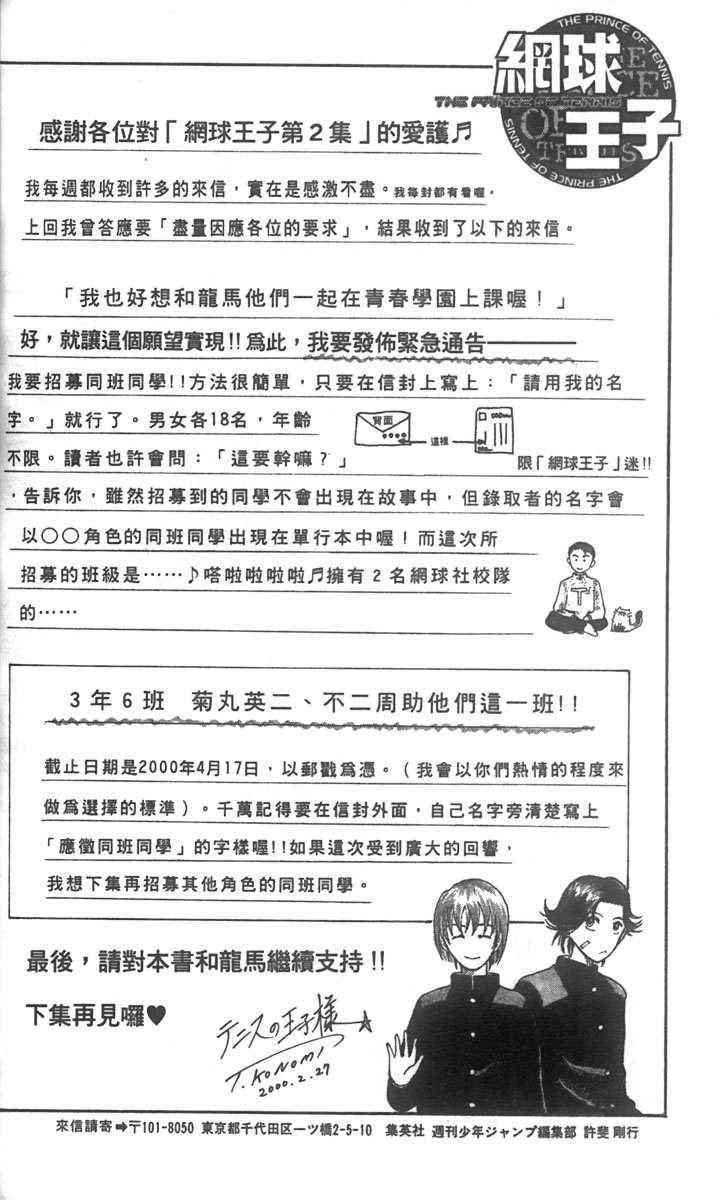 THE PRINCE OF TENNIS
網球王子
THE PRINCE OF TENNIS
THE PRINCE OF TENNIS
感謝各位對「網球王子第2集」的愛護♬
我每週都收到許多的來信，實在是感激不盡。我每封都有看喔。
上回我曾答應要「盡量因應各位的要求」，結果收到了以下的來信。
「我也好想和龍馬他們一起在青春學園上課喔！」
好，就讓這個願望實現!!為此，我要發佈緊急通告────
我要招募同班同學!!方法很簡單，只要在信封上寫上：「請用我的名
字。」就行了。男女各18名，年齡
背面
這樣
不限。讀者也許會問：「這要幹嘛？」
限「網球王子」迷!!
，告訴你，雖然招募到的同學不會出現在故事中，但錄取者的名字會
以〇〇角色的同班同學出現在單行本中喔！而這次所
招募的班級是……♪嗒啦啦啦啦♬擁有2名網球社校隊
的……
3年6班　菊丸英二、不二周助他們這一班!!
截止日期是2000年4月17日，以郵戳為憑。（我會以你們熱情的程度來
做為選擇的標準）。千萬記得要在信封外面，自己名字旁清楚寫上
「應徵同班同學」的字樣喔!!如果這次受到廣大的回響，
我想下集再招募其他角色的同班同學。
最後，請對本書和龍馬繼續支持!!
下集再見囉♥
テニスの王子様☆
T.KONOMI
2000.2.27
來信請寄➡〒101-8050 東京都千代田区一ツ橋2-5-10　集英社 週刊少年ジャンプ編集部 許斐 剛行